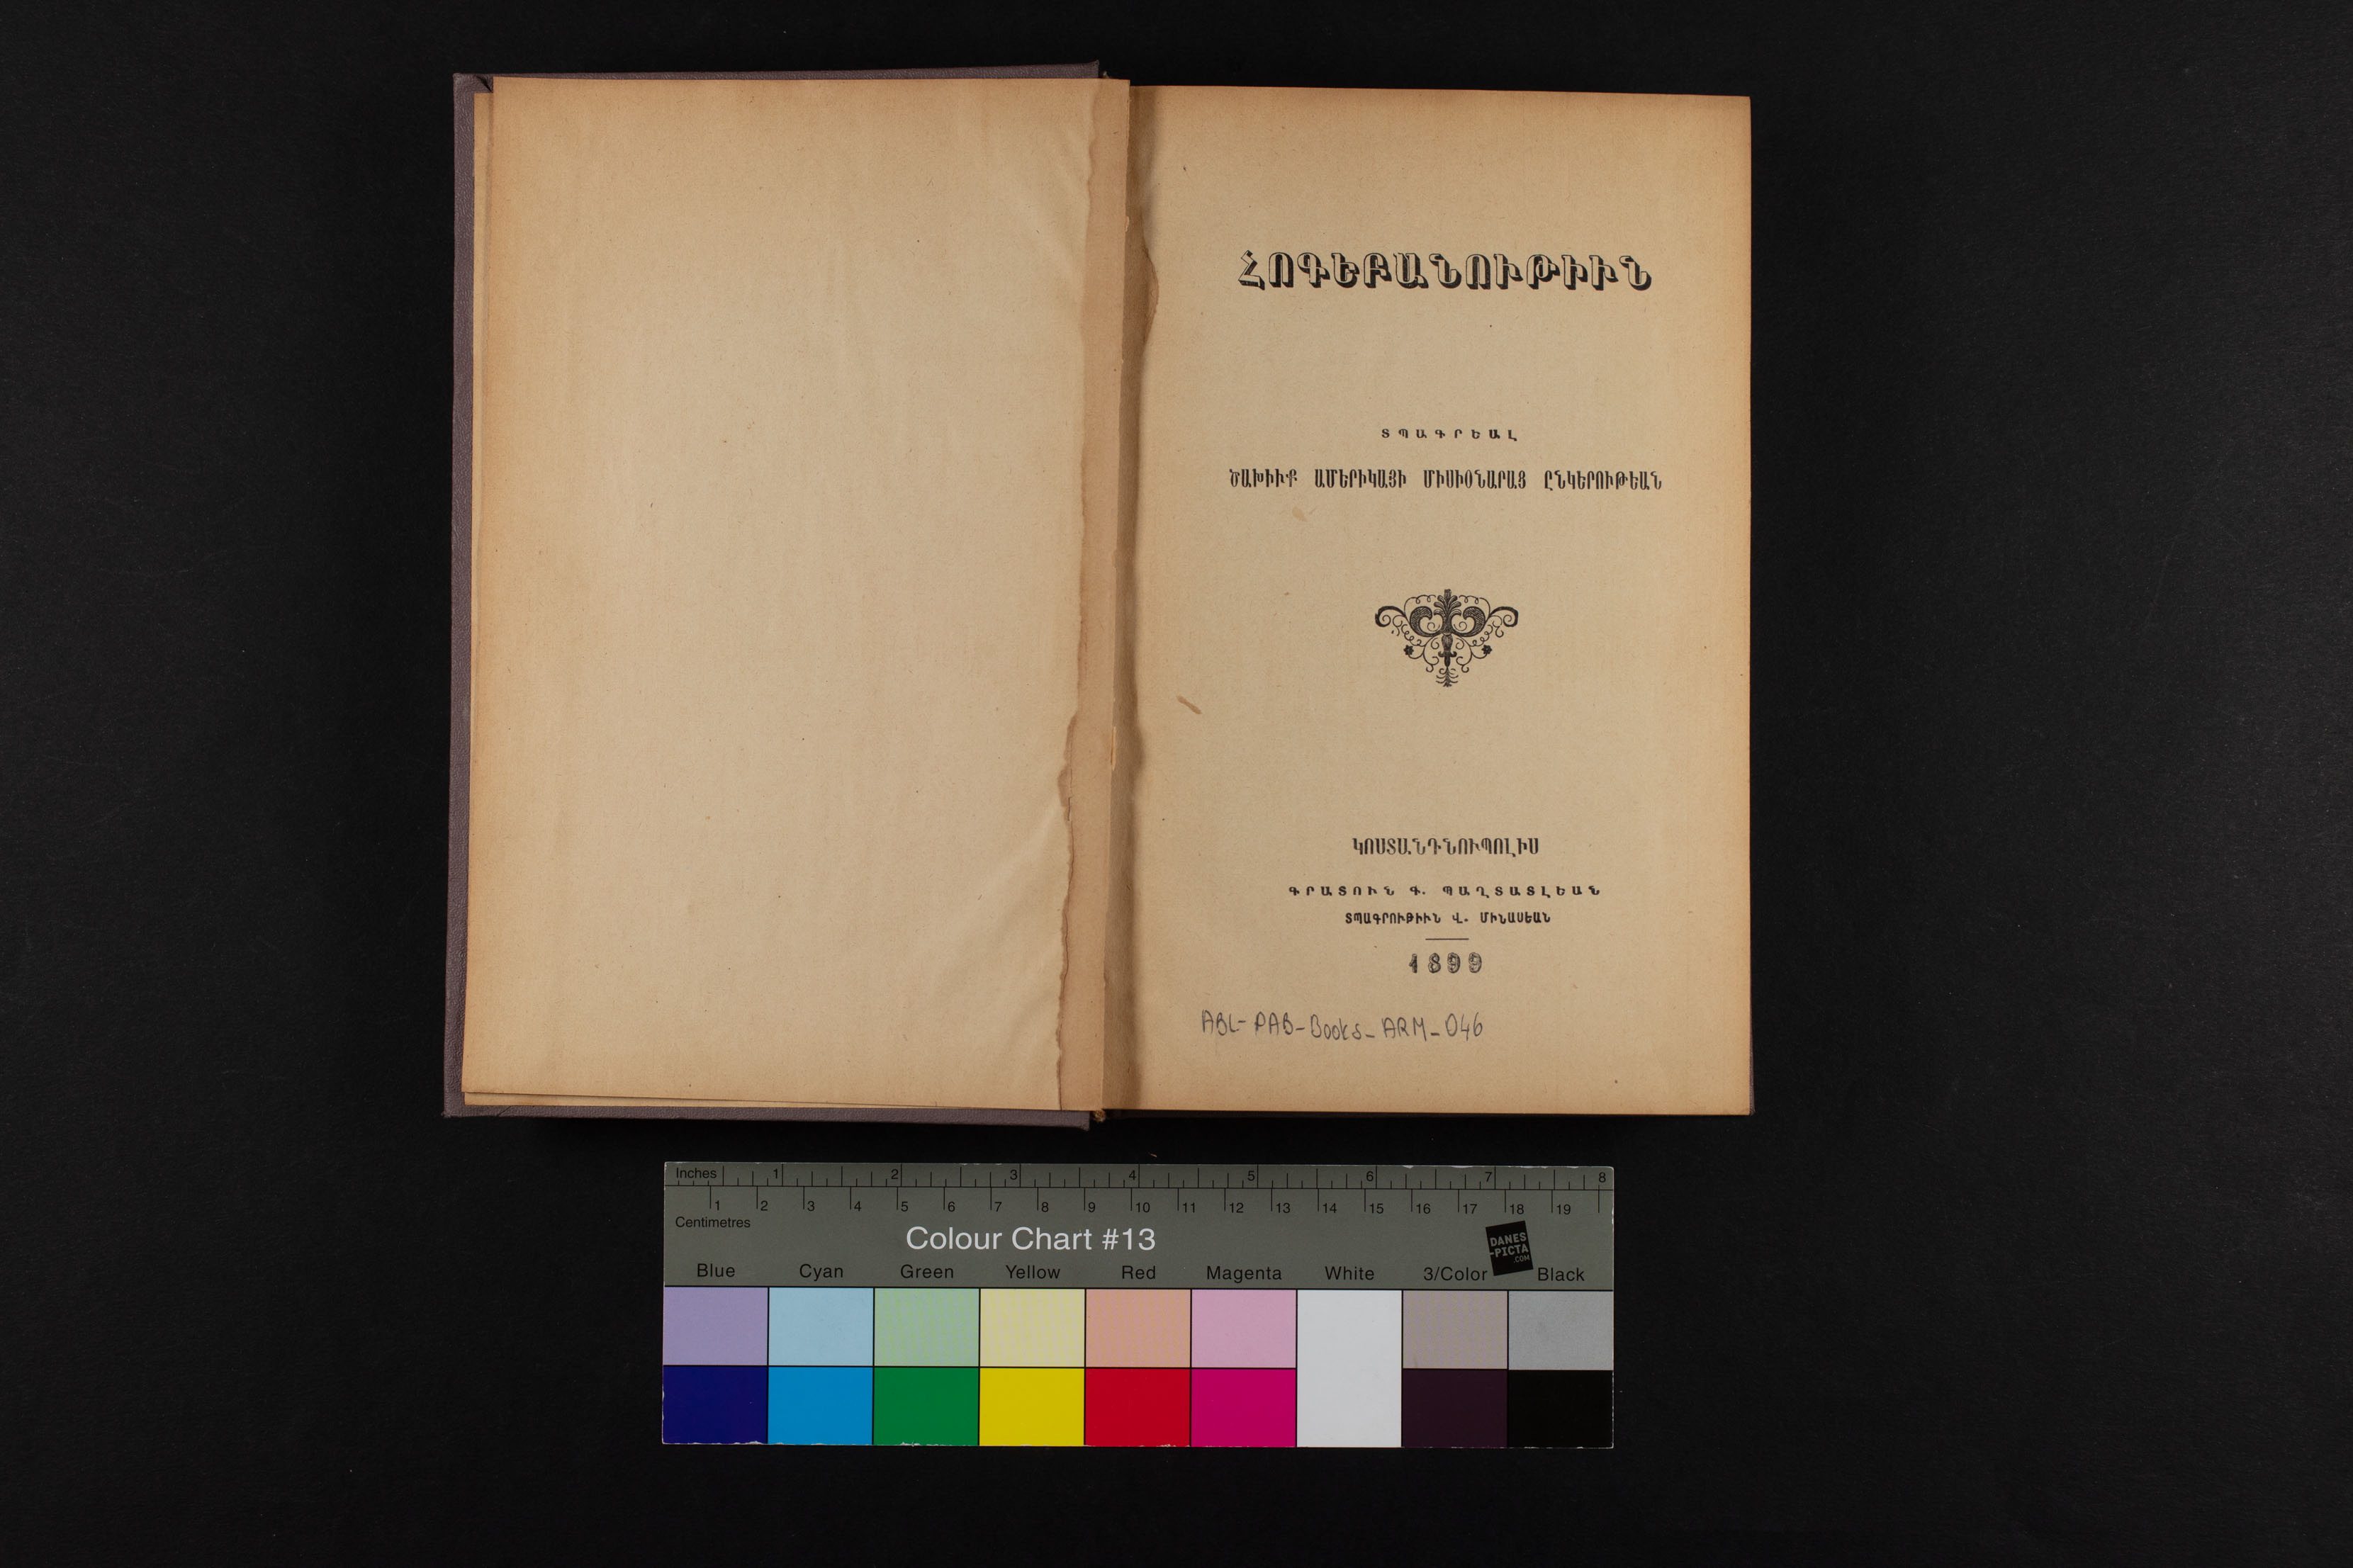 ՀՈԳԵԲԱՆՈՒԹԻՒՆ
ՏՊԱԳՐԵԱԼ
ԾԱԽԻՒՔ ԱՄԵՐԻԿԱՅԻ ՄԻՍԻՕՆԱՐԱՑ ԸՆԿԵՐՈՒԹԵԱՆ
ԿՈՍՏԱՆԴՆՈՒՊՈԼԻՍ
ԳՐԱՏՈՒՆ Գ. ՊԱՂՏԱՏԼԵԱՆ
ՏՊԱԳՐՈՒԹԻՒՆ Վ. ՄԻՆԱՍԵԱՆ
1899
ABL-PAB-Books_ARM_046
Inches 1 2 3 4 5 6 7 8
1 2 3 4 5 6 7 8 9 10 11 12 13 14 15 16 17 18 19
Centimetres
Colour Chart #13
DANES
-PICTA
.COM
Blue Cyan Green Yellow Red Magenta White 3/Color Black